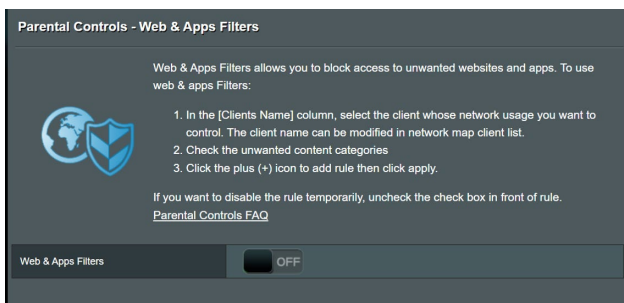 Parental Controls - Web & Apps Filters
Web & Apps Filters allows you to block access to unwanted websites and apps. To use
web & apps Filters:
1. In the [Clients Name] column, select the client whose network usage you want to
control. The client name can be modified in network map client list.
2. Check the unwanted content categories
3. Click the plus (+) icon to add rule then click apply.
If you want to disable the rule temporarily, uncheck the check box in front of rule.
Parental Controls FAQ
Web & Apps Filters OFF